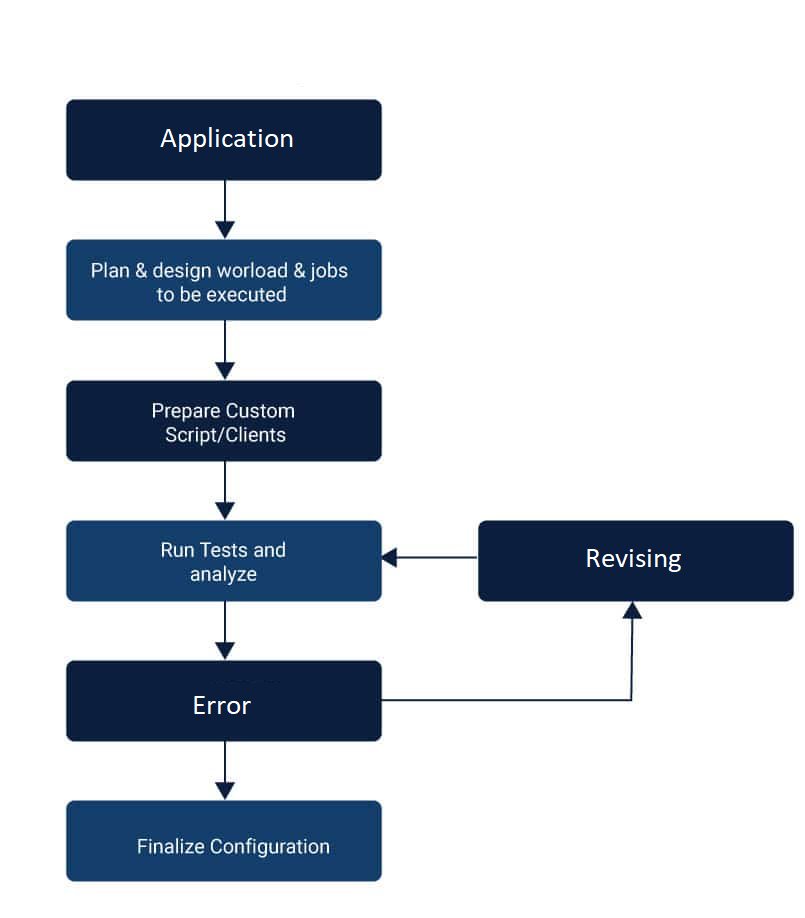 Application
Plan & design worload & jobs
to be executed
Prepare Custom
Script/Clients
Run Tests and
analyze
Revising
Error
Finalize Configuration